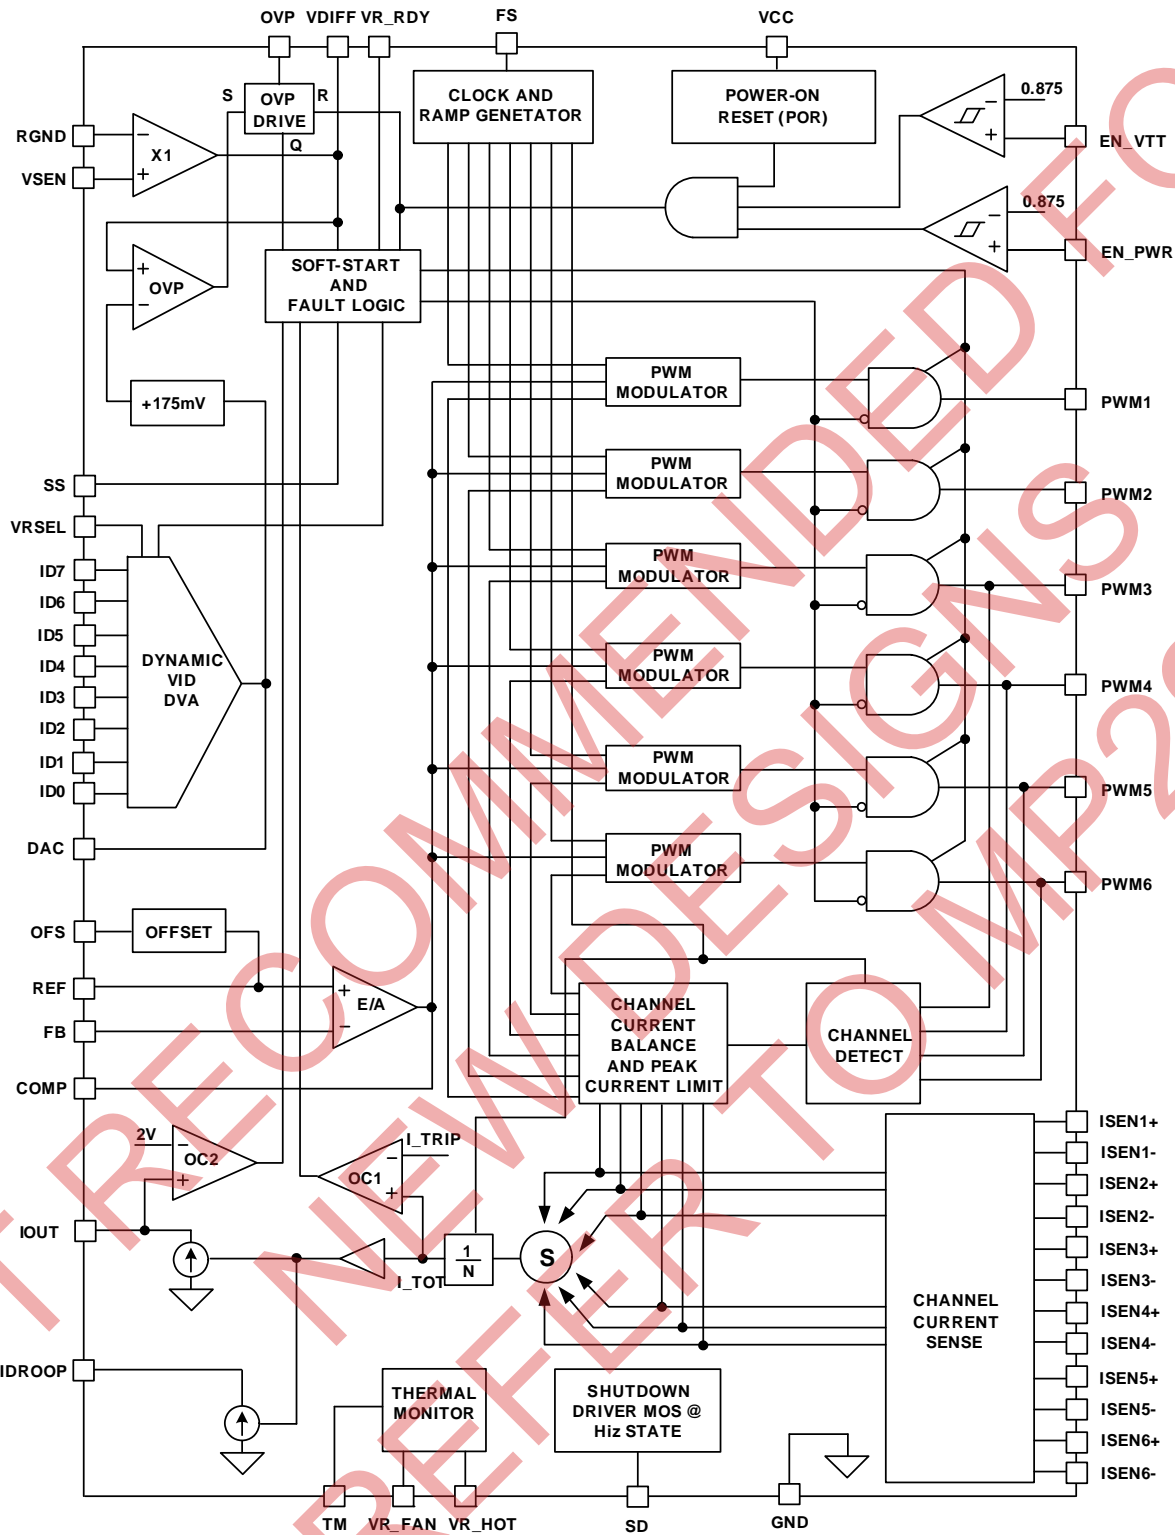 OVP VDIFF VR_RDY FS VCC
S OVP DRIVE R
Q
CLOCK AND
RAMP GENETATOR
POWER-ON
RESET (POR)
0.875
EN_VTT
RGND
VSEN
−
X1
+
0.875
EN_PWR
−
+
−
+
+
OVP
−
SOFT-START
AND
FAULT LOGIC
+175mV
PWM
MODULATOR
PWM1
PWM
MODULATOR
PWM2
PWM
MODULATOR
PWM3
PWM
MODULATOR
PWM4
PWM
MODULATOR
PWM5
PWM
MODULATOR
PWM6
SS
VRSEL
ID7
ID6
ID5
ID4
ID3
ID2
ID1
ID0
DYNAMIC
VID
DVA
DAC
OFS
OFFSET
REF
FB
+
E/A
−
COMP
CHANNEL
CURRENT
BALANCE
AND PEAK
CURRENT LIMIT
CHANNEL
DETECT
2V
−
OC2
+
I_TRIP
−
OC1
+
IOUT
I_TOT
1
N
S
IDROOP
CHANNEL
CURRENT
SENSE
ISEN1+
ISEN1-
ISEN2+
ISEN2-
ISEN3+
ISEN3-
ISEN4+
ISEN4-
ISEN5+
ISEN5-
ISEN6+
ISEN6-
THERMAL
MONITOR
SHUTDOWN
DRIVER MOS @
Hiz STATE
TM VR_FAN VR_HOT SD GND
T RECOMMENDED FO
NEW DESIGNS
REFER TO MP2